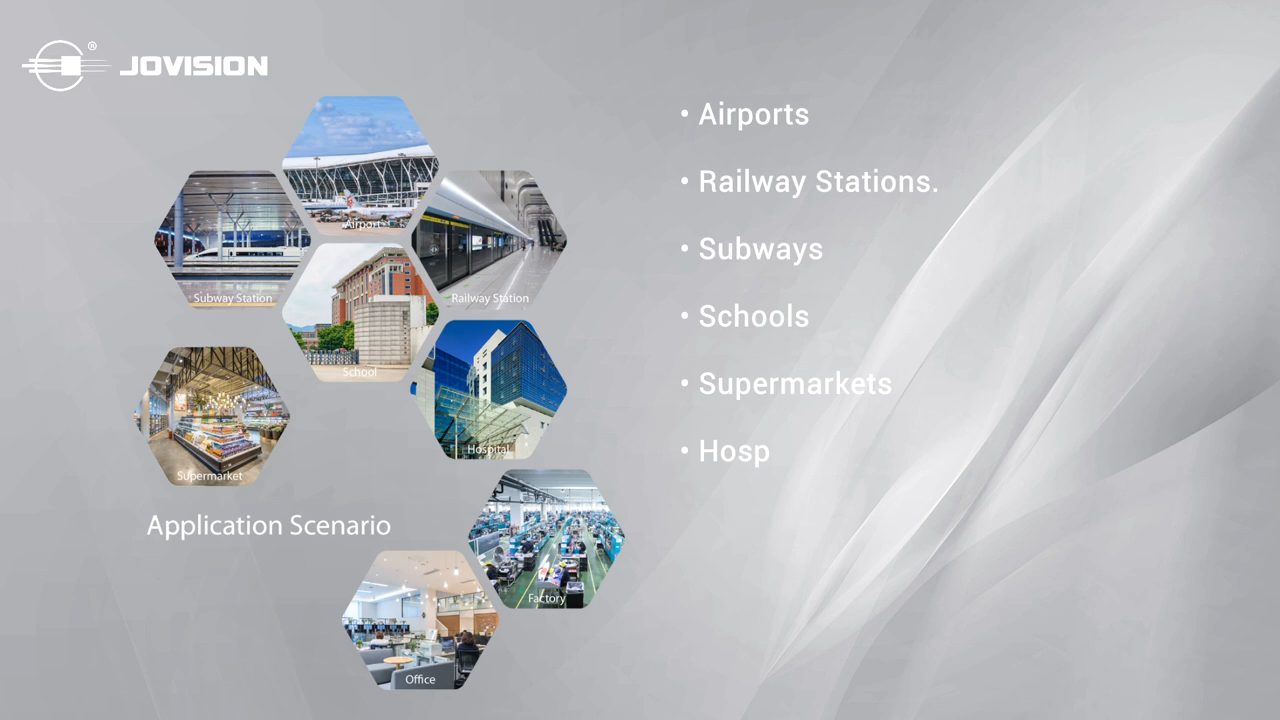 ®
JOVISION
Airports
Subway Station
Railway Station
School
Hospital
Supermarket
Application Scenario
Factory
Office
• Airports
• Railway Stations.
• Subways
• Schools
• Supermarkets
• Hosp